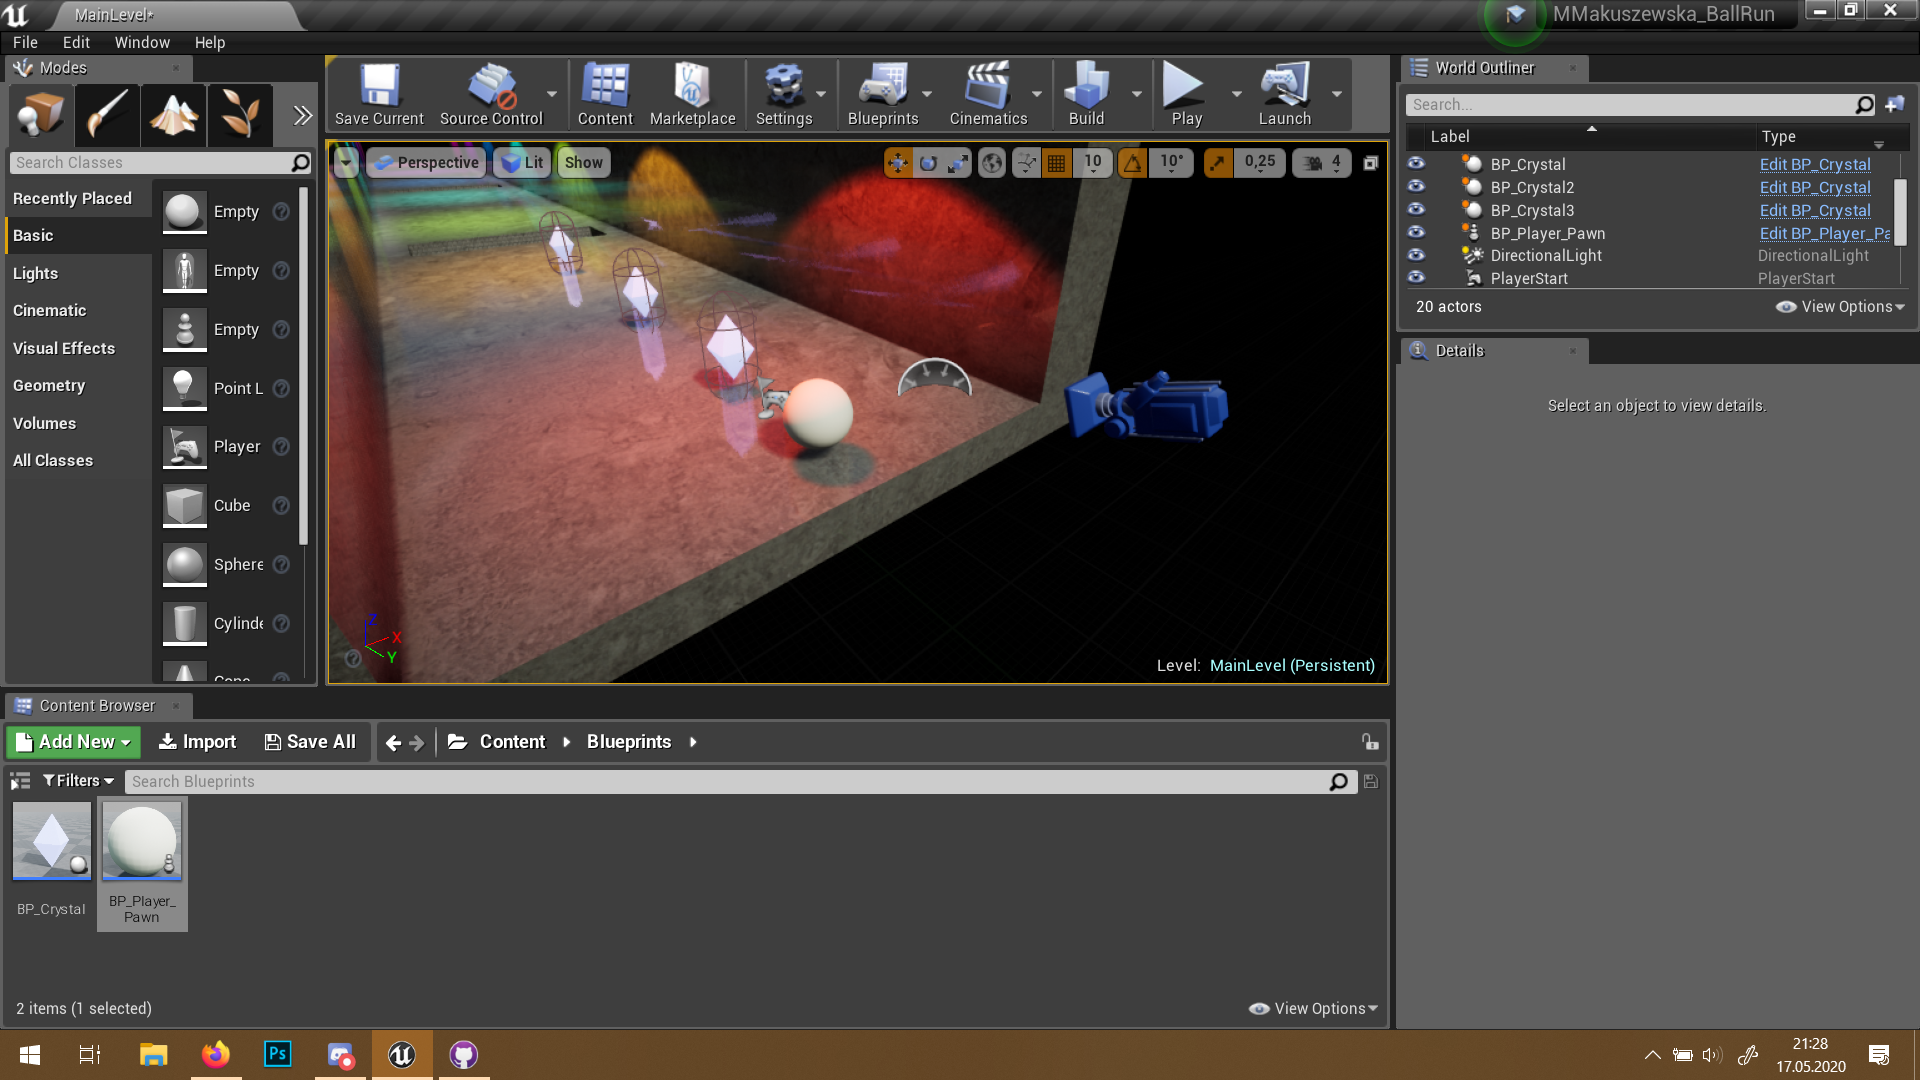 MainLevel*
MMakuszewska_BallRun
File Edit Window Help
Modes
Search Classes
Recently Placed
Basic
Lights
Cinematic
Visual Effects
Geometry
Volumes
All Classes
Empty
Empty
Empty
Point L
Player
Cube
Sphere
Cylinde
Cone
Save Current
Source Control
Content
Marketplace
Settings
Blueprints
Cinematics
Build
Play
Launch
Perspective
Lit
Show
10
10°
0,25
4
Z
X
Y
Level: MainLevel (Persistent)
World Outliner
Search...
Label Type
BP_Crystal Edit BP_Crystal
BP_Crystal2 Edit BP_Crystal
BP_Crystal3 Edit BP_Crystal
BP_Player_Pawn Edit BP_Player_Pa
DirectionalLight DirectionalLight
PlayerStart PlayerStart
20 actors
View Options
Details
Select an object to view details.
Content Browser
Add New
Import
Save All
Content
Blueprints
Filters
Search Blueprints
BP_Crystal
BP_Player_
Pawn
2 items (1 selected)
View Options
Ps
21:28
17.05.2020